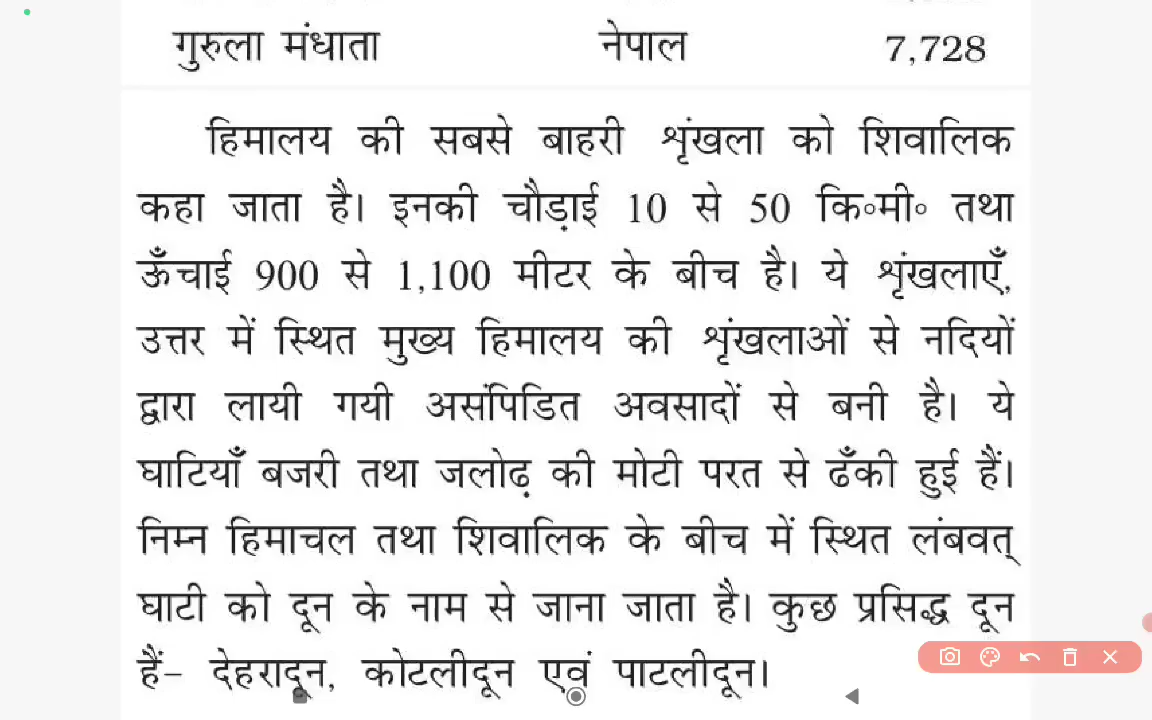 गुरुला मंधाता नेपाल 7,728
हिमालय की सबसे बाहरी शृंखला को शिवालिक
कहा जाता है। इनकी चौड़ाई 10 से 50 कि॰मी॰ तथा
ऊँचाई 900 से 1,100 मीटर के बीच है। ये शृंखलाएँ,
उत्तर में स्थित मुख्य हिमालय की शृंखलाओं से नदियों
द्वारा लायी गयी असंपिडित अवसादों से बनी है। ये
घाटियाँ बजरी तथा जलोढ़ की मोटी परत से ढँकी हुई हैं।
निम्न हिमाचल तथा शिवालिक के बीच में स्थित लंबवत्
घाटी को दून के नाम से जाना जाता है। कुछ प्रसिद्ध दून
हैं– देहरादून, कोटलीदून एवं पाटलीदून।